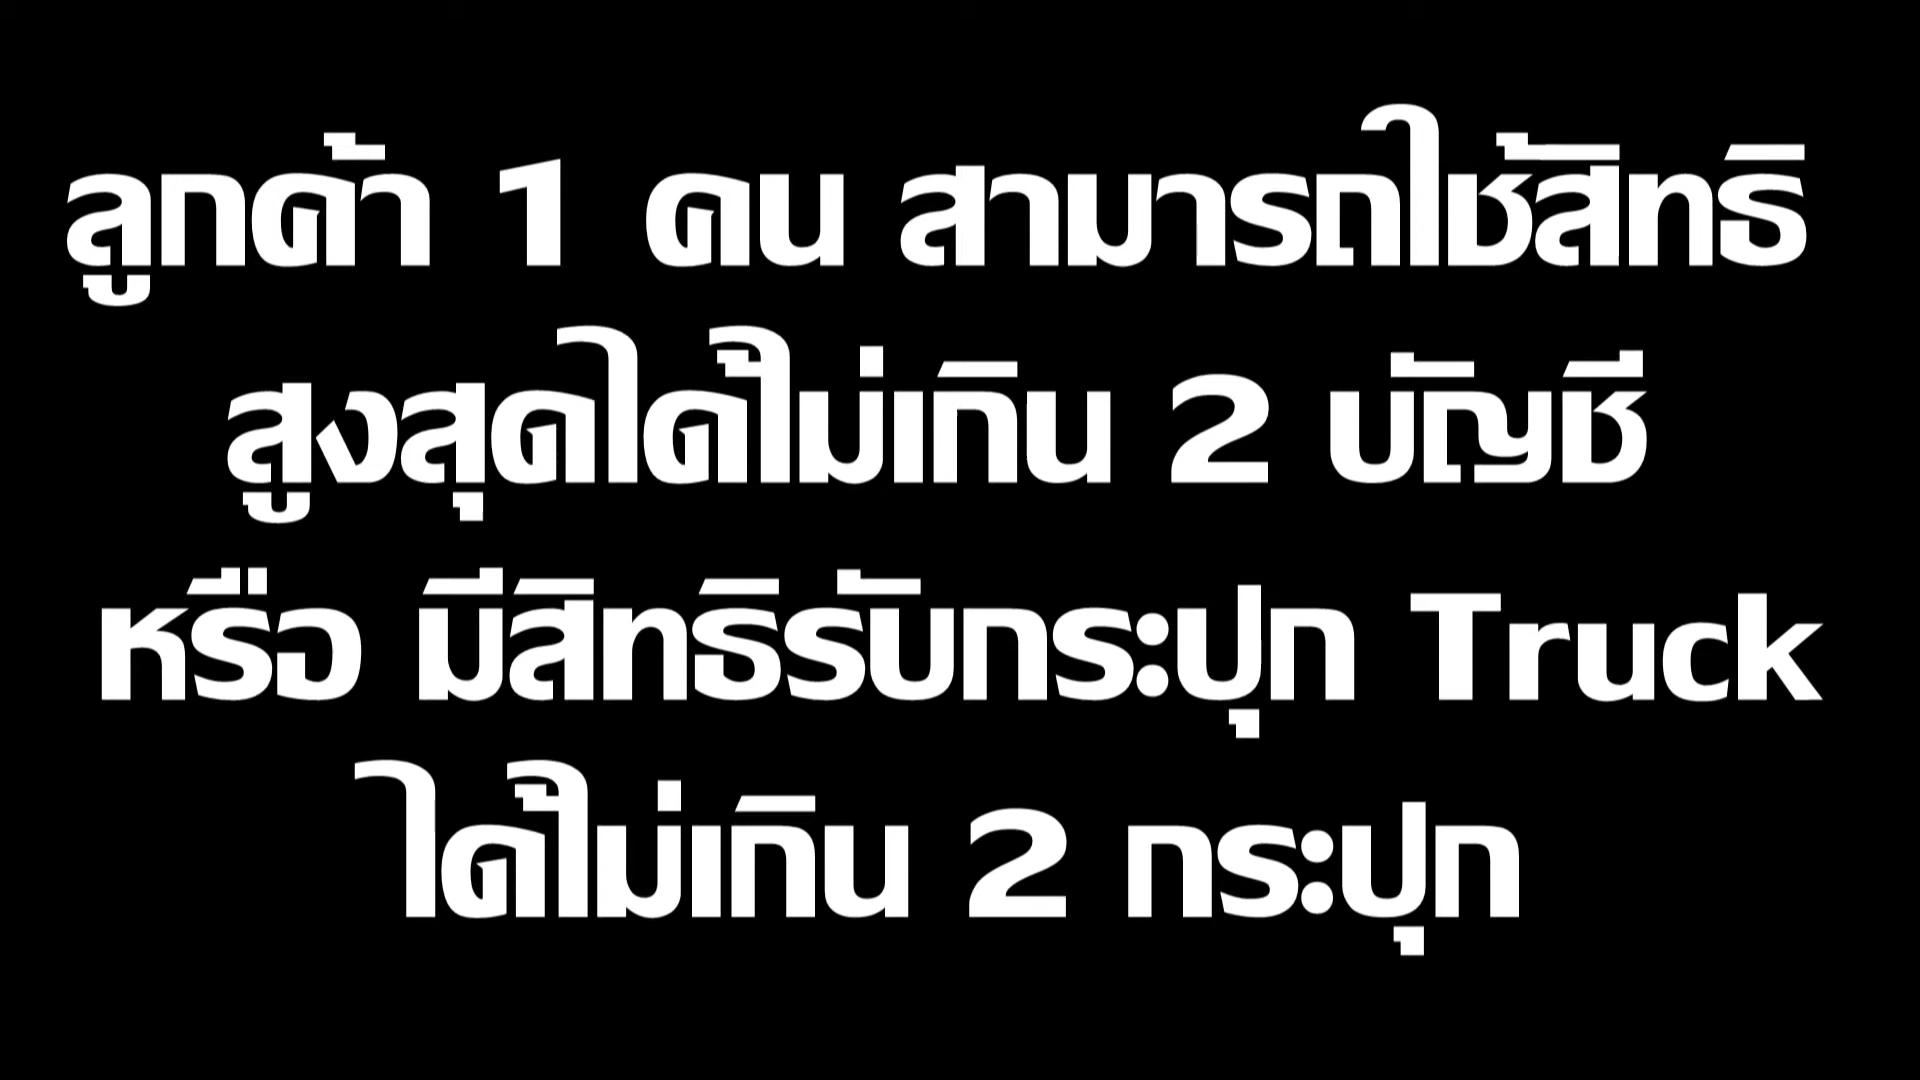 ลูกค้า 1 คน สามารถใช้สิทธิ
สูงสุดได้ไม่เกิน 2 บัญชี
หรือ มีสิทธิรับกระปุก Truck
ได้ไม่เกิน 2 กระปุก